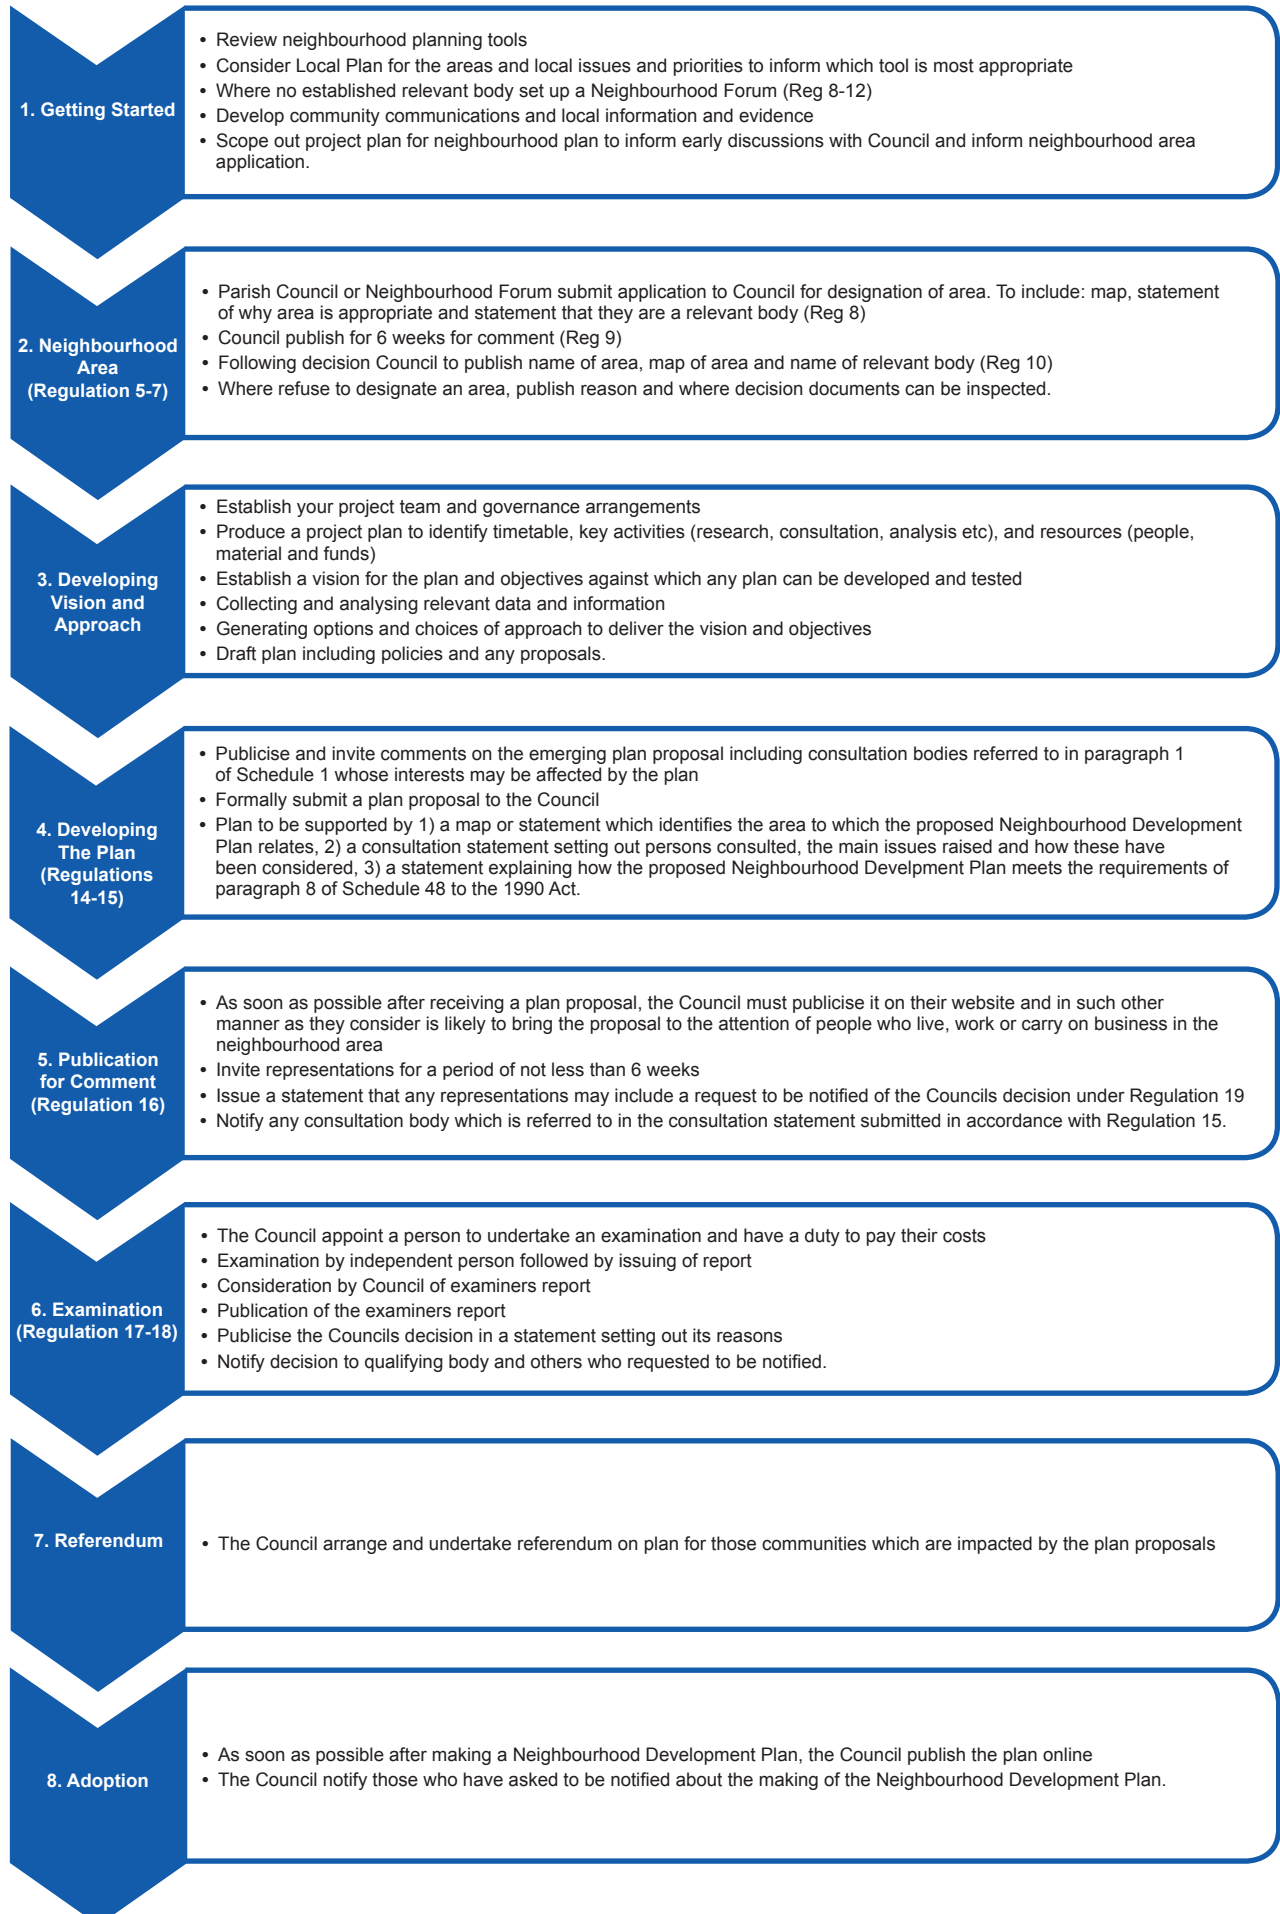 1. Getting Started
• Review neighbourhood planning tools
• Consider Local Plan for the areas and local issues and priorities to inform which tool is most appropriate
• Where no established relevant body set up a Neighbourhood Forum (Reg 8-12)
• Develop community communications and local information and evidence
• Scope out project plan for neighbourhood plan to inform early discussions with Council and inform neighbourhood area
application.
2. Neighbourhood
Area
(Regulation 5-7)
• Parish Council or Neighbourhood Forum submit application to Council for designation of area. To include: map, statement
of why area is appropriate and statement that they are a relevant body (Reg 8)
• Council publish for 6 weeks for comment (Reg 9)
• Following decision Council to publish name of area, map of area and name of relevant body (Reg 10)
• Where refuse to designate an area, publish reason and where decision documents can be inspected.
3. Developing
Vision and
Approach
• Establish your project team and governance arrangements
• Produce a project plan to identify timetable, key activities (research, consultation, analysis etc), and resources (people,
material and funds)
• Establish a vision for the plan and objectives against which any plan can be developed and tested
• Collecting and analysing relevant data and information
• Generating options and choices of approach to deliver the vision and objectives
• Draft plan including policies and any proposals.
4. Developing
The Plan
(Regulations
14-15)
• Publicise and invite comments on the emerging plan proposal including consultation bodies referred to in paragraph 1
of Schedule 1 whose interests may be affected by the plan
• Formally submit a plan proposal to the Council
• Plan to be supported by 1) a map or statement which identifies the area to which the proposed Neighbourhood Development
Plan relates, 2) a consultation statement setting out persons consulted, the main issues raised and how these have
been considered, 3) a statement explaining how the proposed Neighbourhood Develpment Plan meets the requirements of
paragraph 8 of Schedule 48 to the 1990 Act.
5. Publication
for Comment
(Regulation 16)
• As soon as possible after receiving a plan proposal, the Council must publicise it on their website and in such other
manner as they consider is likely to bring the proposal to the attention of people who live, work or carry on business in the
neighbourhood area
• Invite representations for a period of not less than 6 weeks
• Issue a statement that any representations may include a request to be notified of the Councils decision under Regulation 19
• Notify any consultation body which is referred to in the consultation statement submitted in accordance with Regulation 15.
6. Examination
(Regulation 17-18)
• The Council appoint a person to undertake an examination and have a duty to pay their costs
• Examination by independent person followed by issuing of report
• Consideration by Council of examiners report
• Publication of the examiners report
• Publicise the Councils decision in a statement setting out its reasons
• Notify decision to qualifying body and others who requested to be notified.
7. Referendum
• The Council arrange and undertake referendum on plan for those communities which are impacted by the plan proposals
8. Adoption
• As soon as possible after making a Neighbourhood Development Plan, the Council publish the plan online
• The Council notify those who have asked to be notified about the making of the Neighbourhood Development Plan.